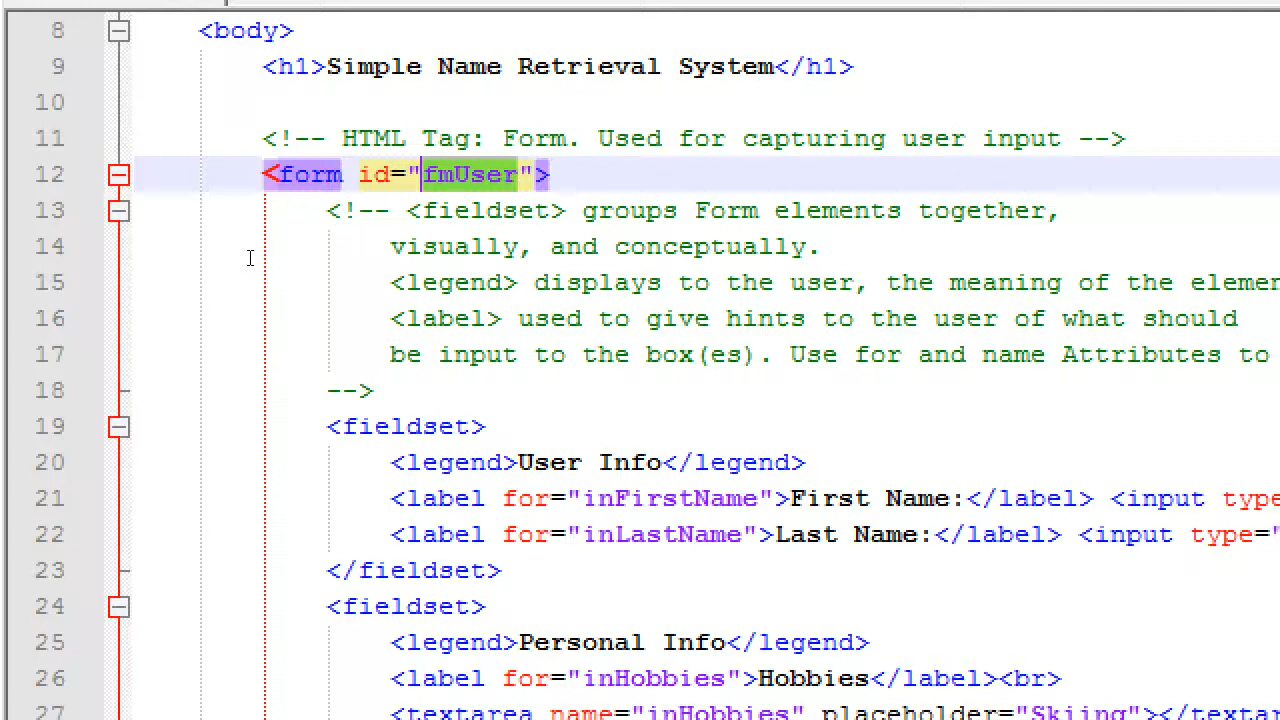 8 <body>
9 <h1>Simple Name Retrieval System</h1>
10
11 <!-- HTML Tag: Form. Used for capturing user input -->
12 <form id="fmUser">
13 <!-- <fieldset> groups Form elements together,
14 visually, and conceptually.
15 <legend> displays to the user, the meaning of the elemen
16 <label> used to give hints to the user of what should
17 be input to the box(es). Use for and name Attributes to
18 -->
19 <fieldset>
20 <legend>User Info</legend>
21 <label for="inFirstName">First Name:</label> <input type
22 <label for="inLastName">Last Name:</label> <input type="
23 </fieldset>
24 <fieldset>
25 <legend>Personal Info</legend>
26 <label for="inHobbies">Hobbies</label><br>
27 <textarea name="inHobbies" placeholder="Skiing"></textar